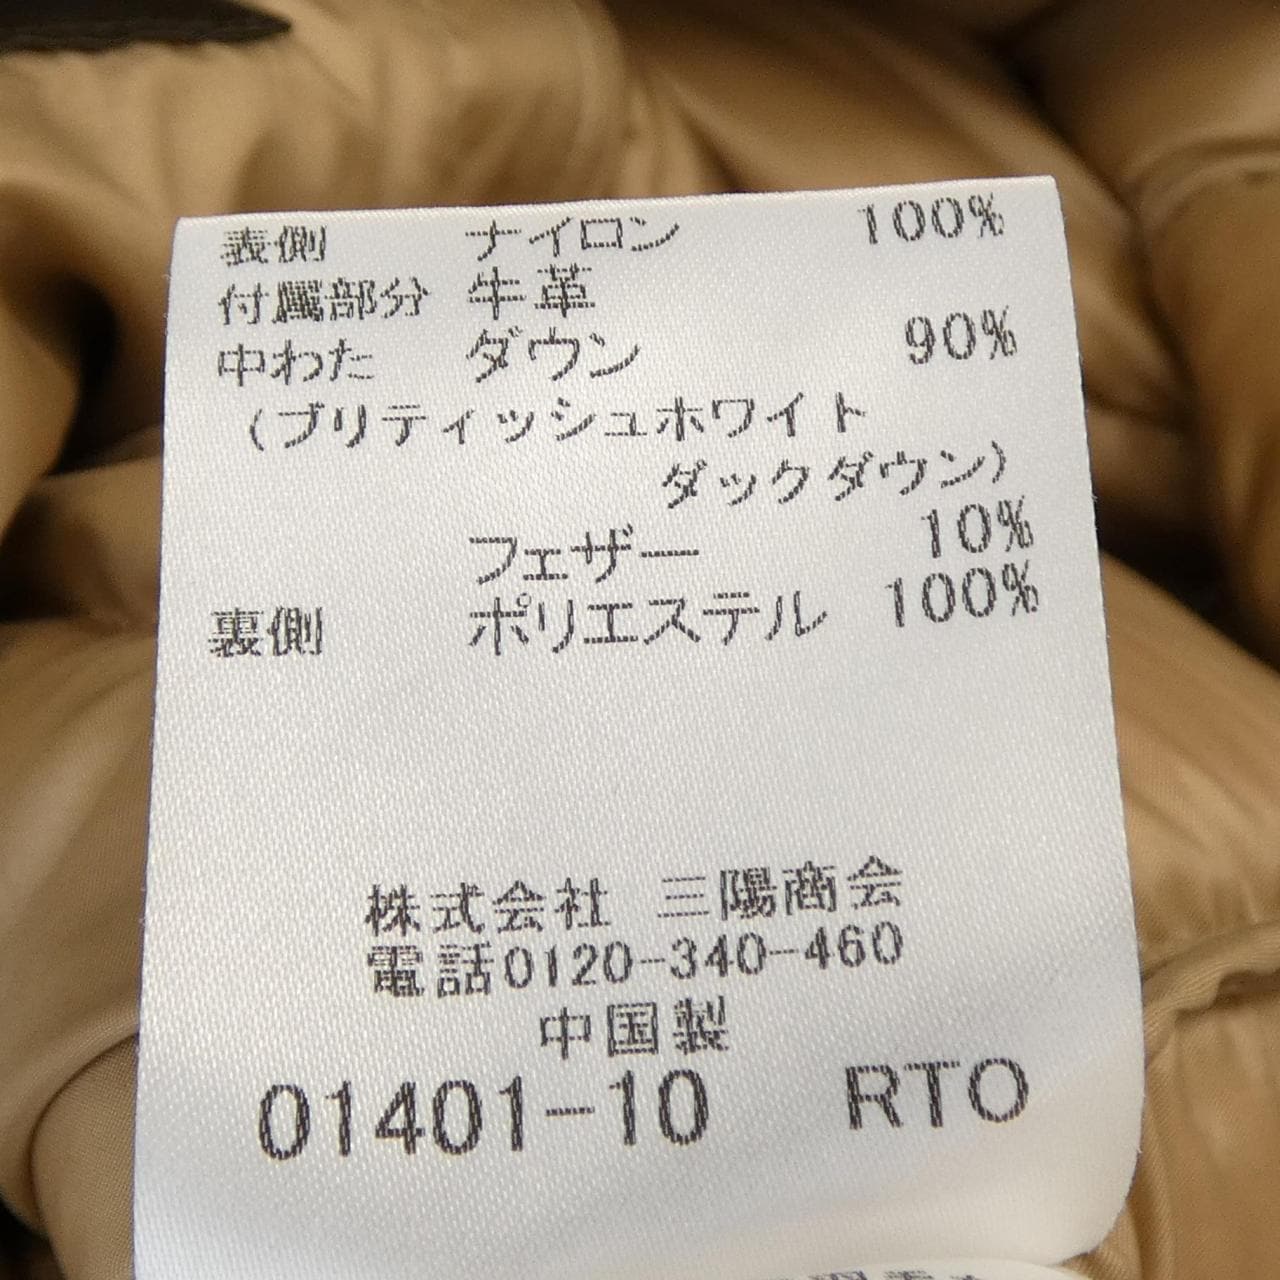 表側 ナイロン 100%
付属部分 牛革
中わた ダウン 90%
(ブリティッシュホワイト
ダックダウン)
フェザー 10%
裏側 ポリエステル 100%
株式会社 三陽商会
電話0120-340-460
中国製
01401-10 RTO